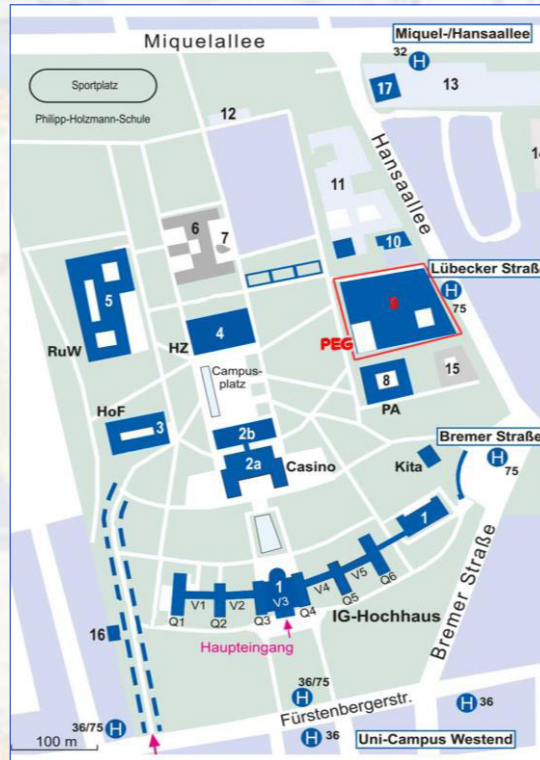 Miquelallee
Miquel-/Hansaallee
32 H
17
13
Sportplatz
Philipp-Holzmann-Schule
12
Hansaallee
14
11
6
7
10
5
Lübecker Straße
H
75
4
RuW
HZ
PEG
Campus-
platz
8
15
PA
HoF
3
2b
2a
Casino
Kita
Bremer Straße
H
75
1
1
V1
V2
V3
V4
V5
Q1
Q2
Q3
Q4
Q5
Q6
IG-Hochhaus
Bremer Straße
16
Haupteingang
36/75
H
Fürstenbergerstr.
H 36
36/75 H
H 36
100 m
Uni-Campus Westend